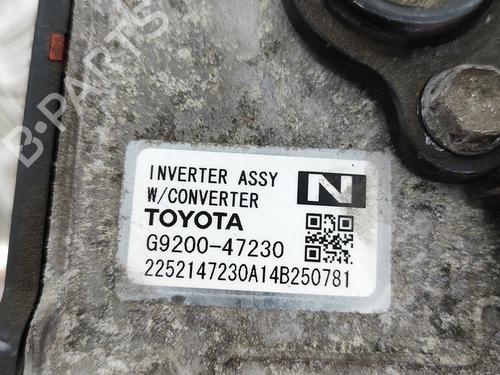 B-PARTS
INVERTER ASSY
W/CONVERTER
N
TOYOTA
G9200-47230
2252147230A14B250781